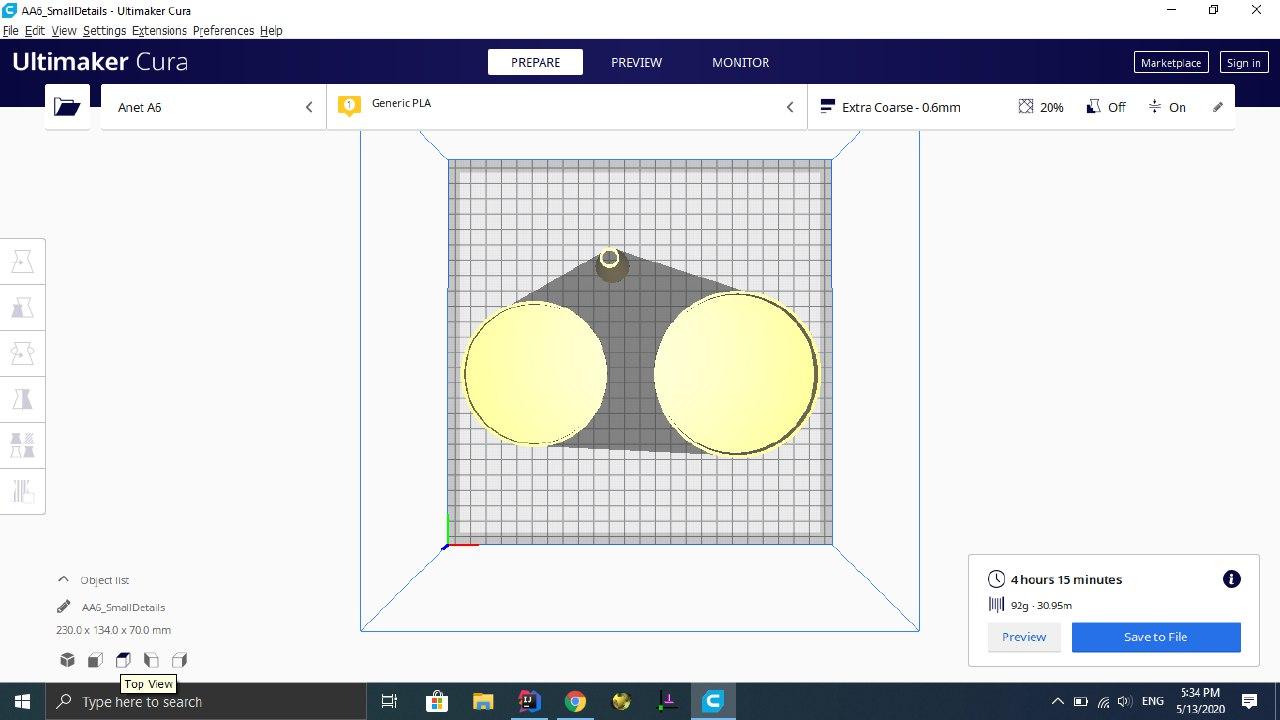 AA6_SmallDetails - Ultimaker Cura
File Edit View Settings Extensions Preferences Help
Ultimaker Cura
PREPARE
PREVIEW
MONITOR
Marketplace
Sign in
Anet A6
1
Generic PLA
Extra Coarse - 0.6mm
20%
Off
On
Object list
AA6_SmallDetails
230.0 x 134.0 x 70.0 mm
Top View
4 hours 15 minutes
92g · 30.95m
Preview
Save to File
Type here to search
ENG
5:34 PM
5/13/2020